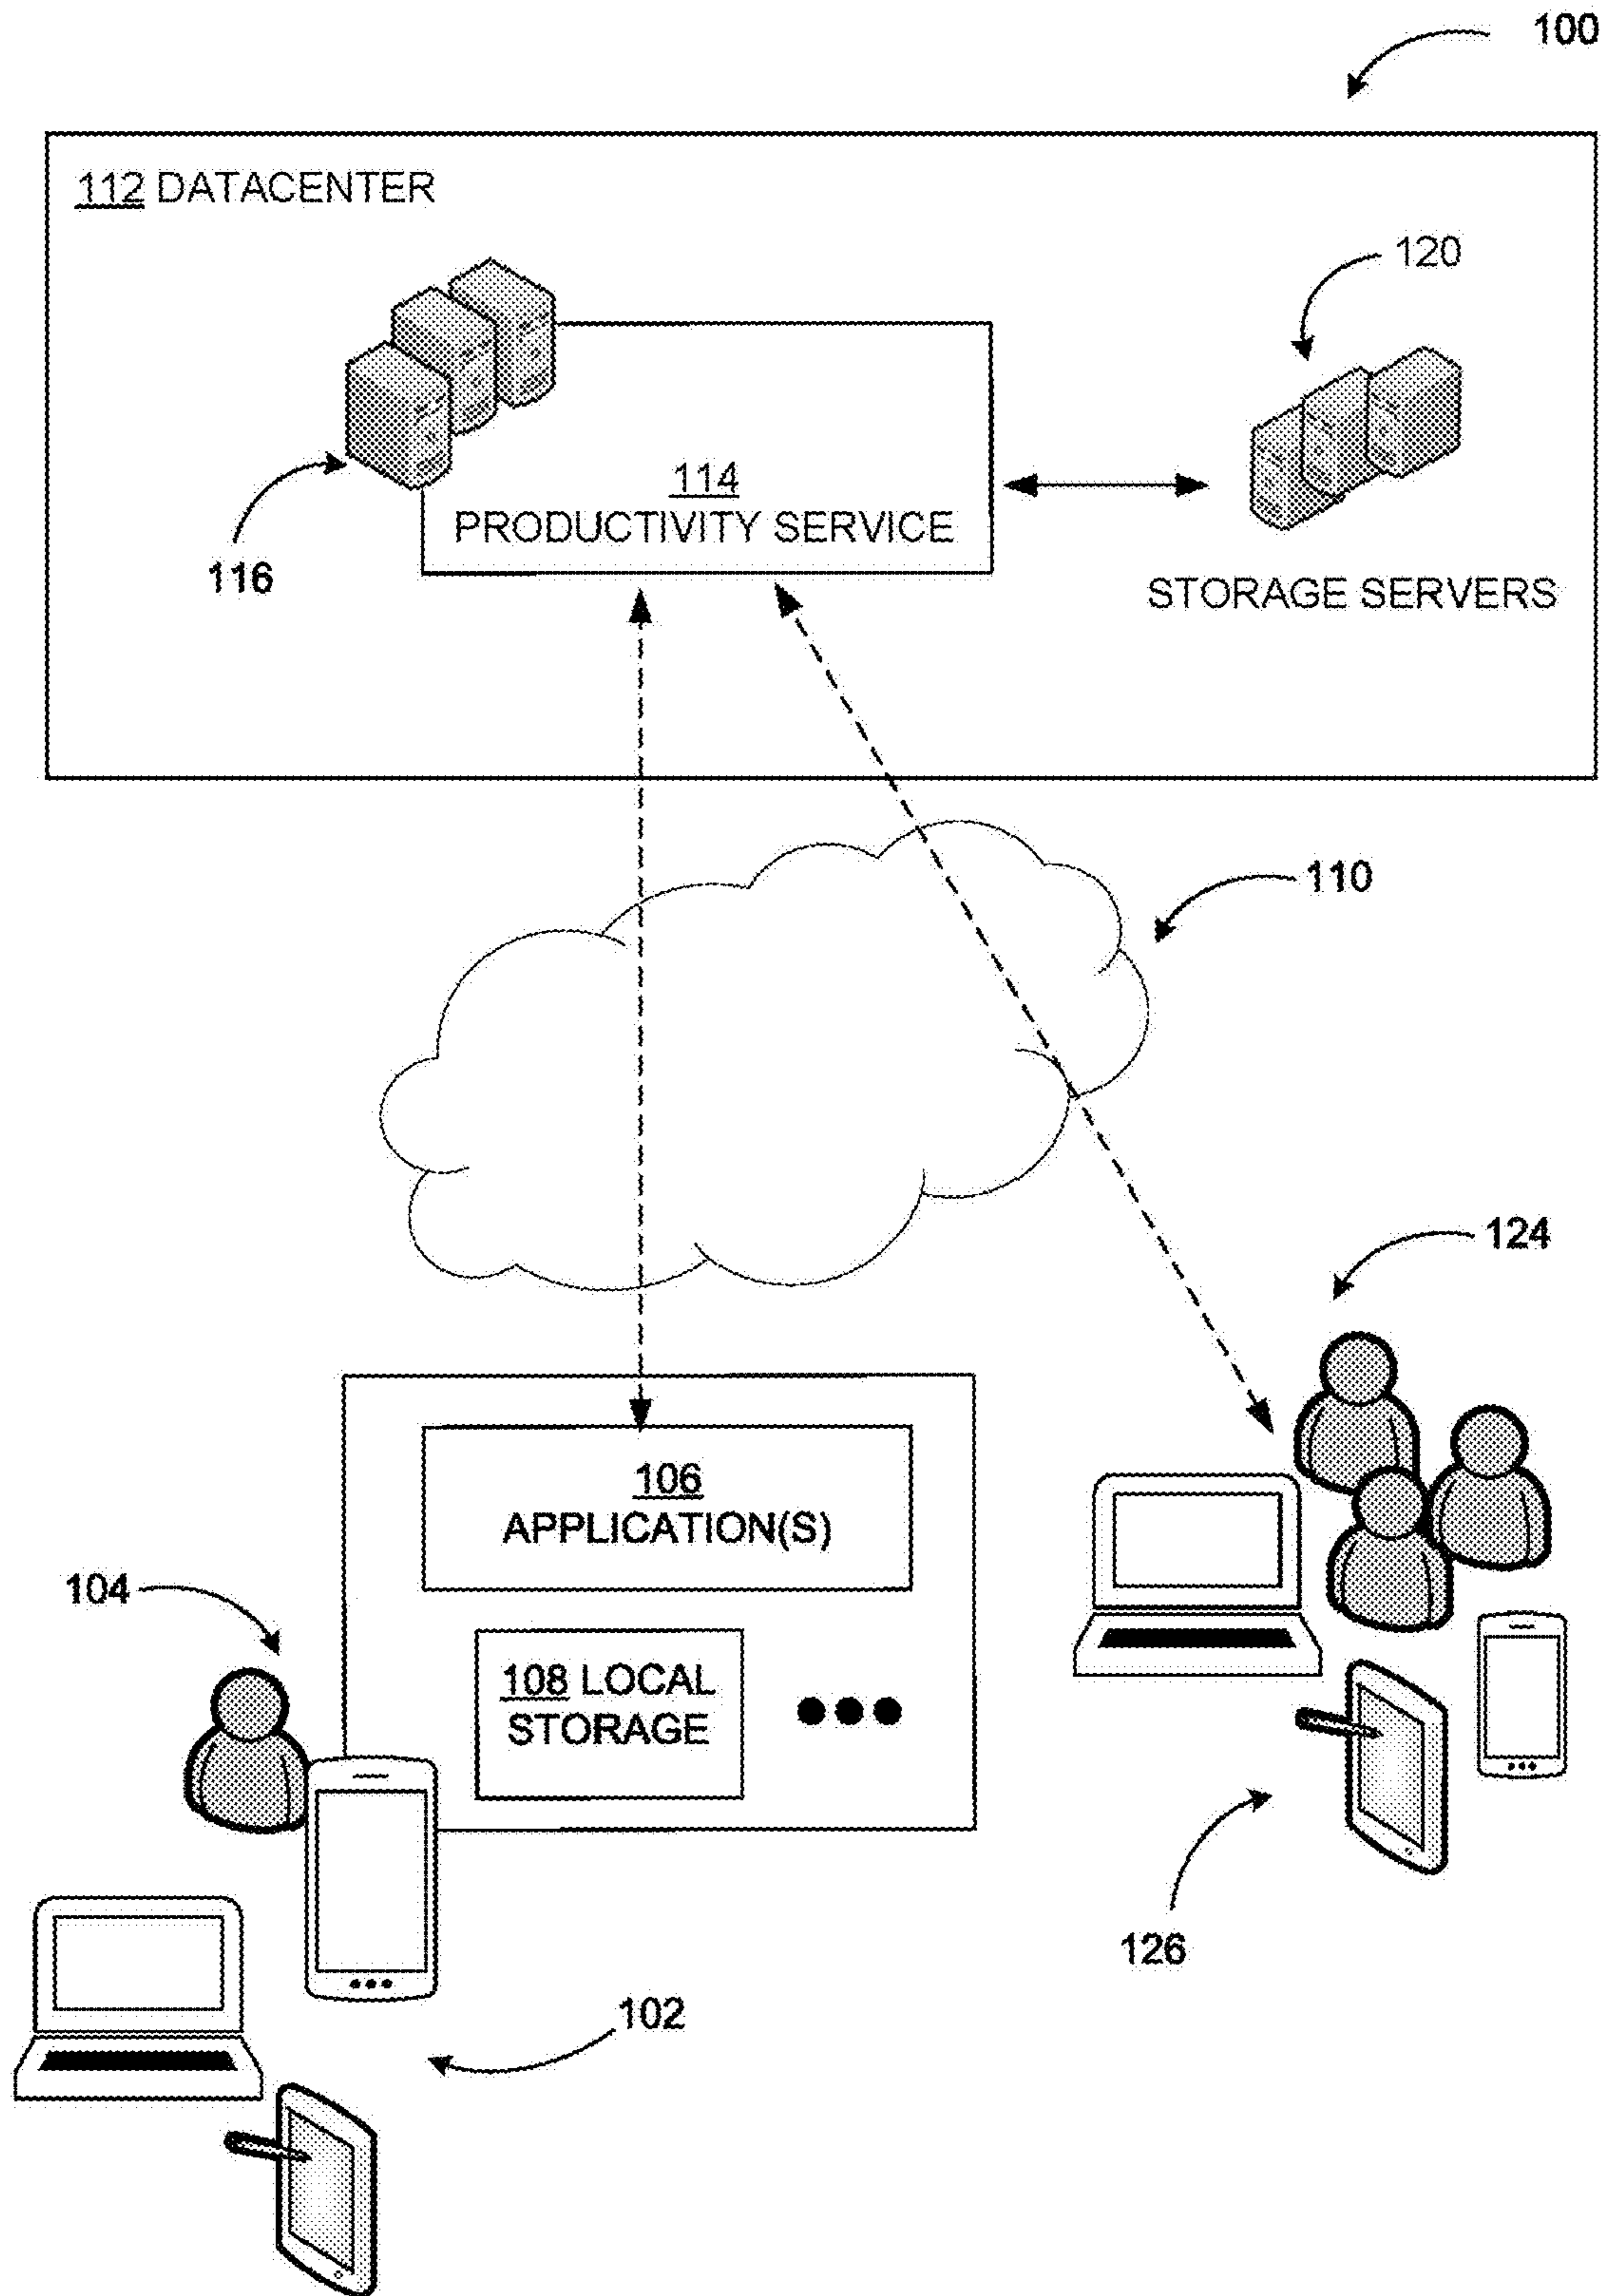 100
112 DATACENTER
120
114
PRODUCTIVITY SERVICE
116
STORAGE SERVERS
110
124
106
APPLICATION(S)
104
108 LOCAL
STORAGE
126
102